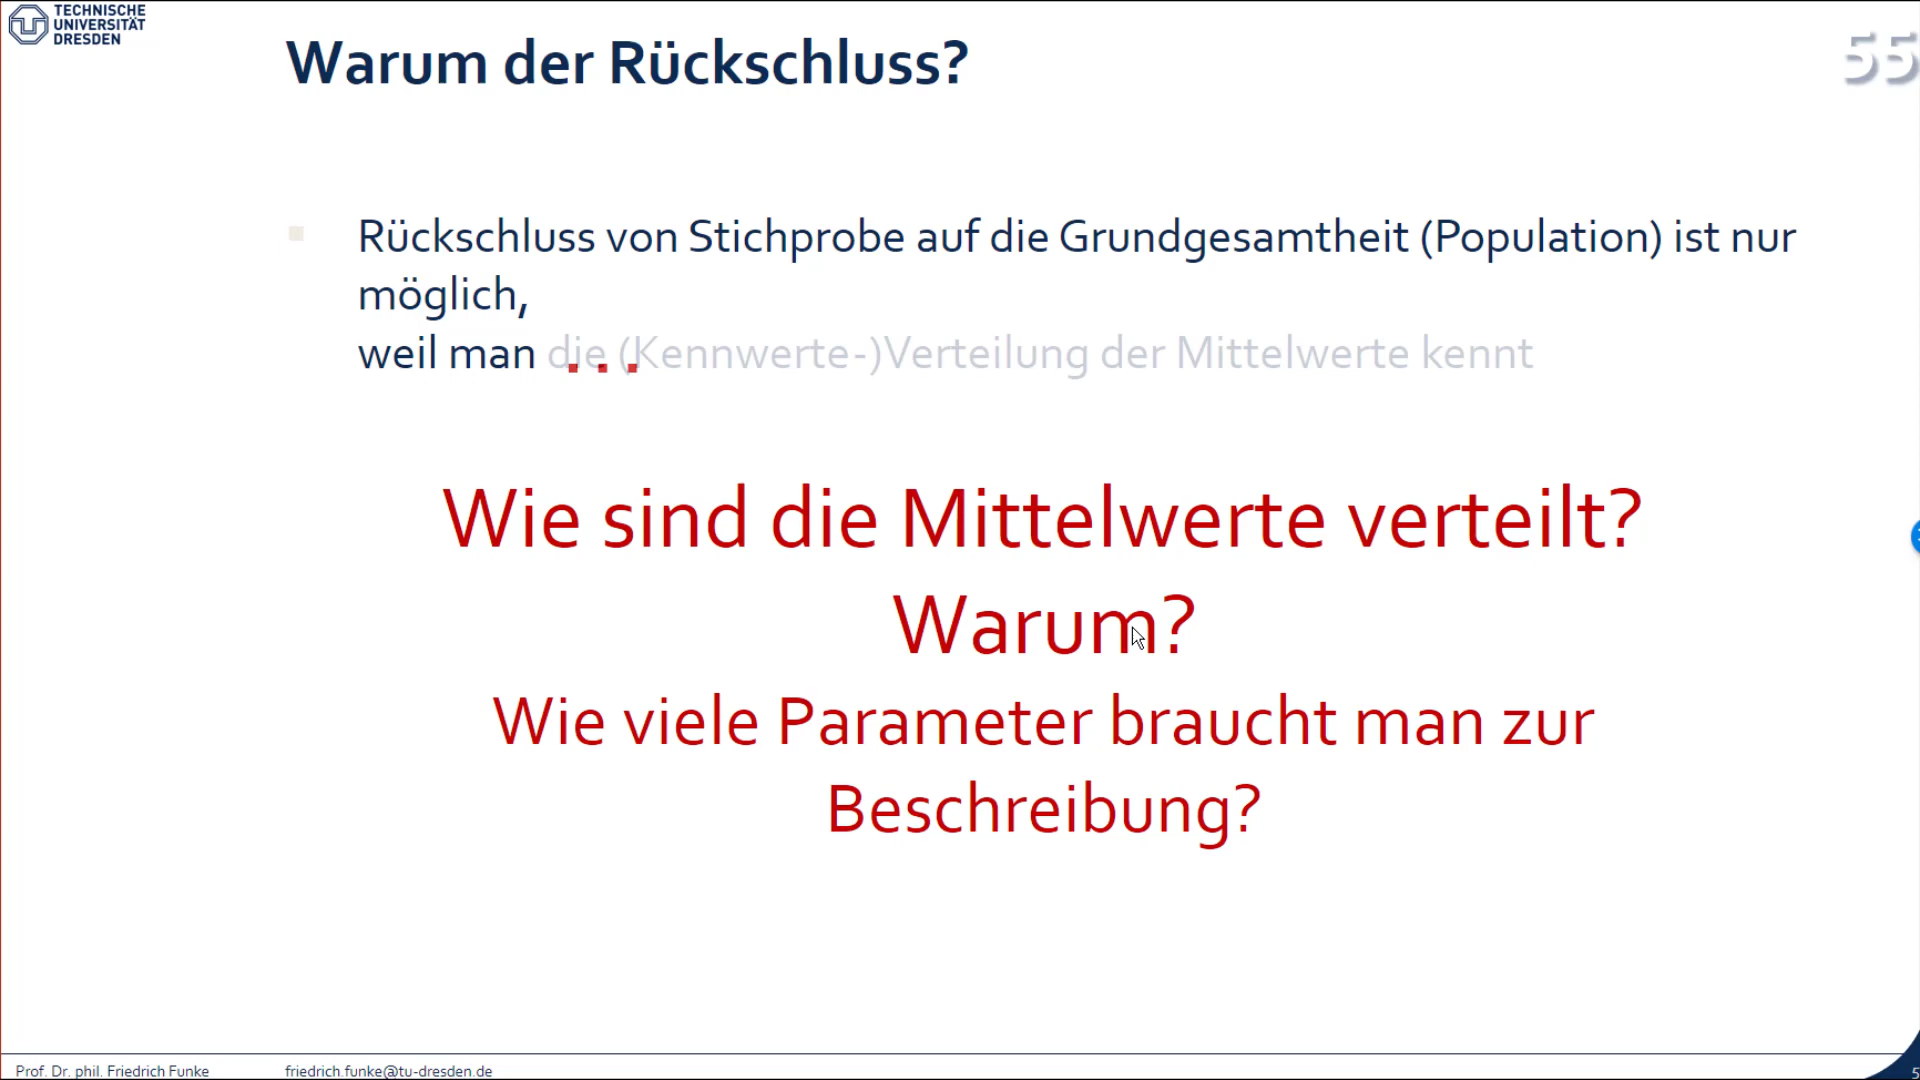 TECHNISCHE
UNIVERSITÄT
DRESDEN
Warum der Rückschluss?
55
Rückschluss von Stichprobe auf die Grundgesamtheit (Population) ist nur
möglich,
weil man die (Kennwerte-)Verteilung der Mittelwerte kennt
...
Wie sind die Mittelwerte verteilt?
Warum?
Wie viele Parameter braucht man zur
Beschreibung?
Prof. Dr. phil. Friedrich Funke
friedrich.funke@tu-dresden.de